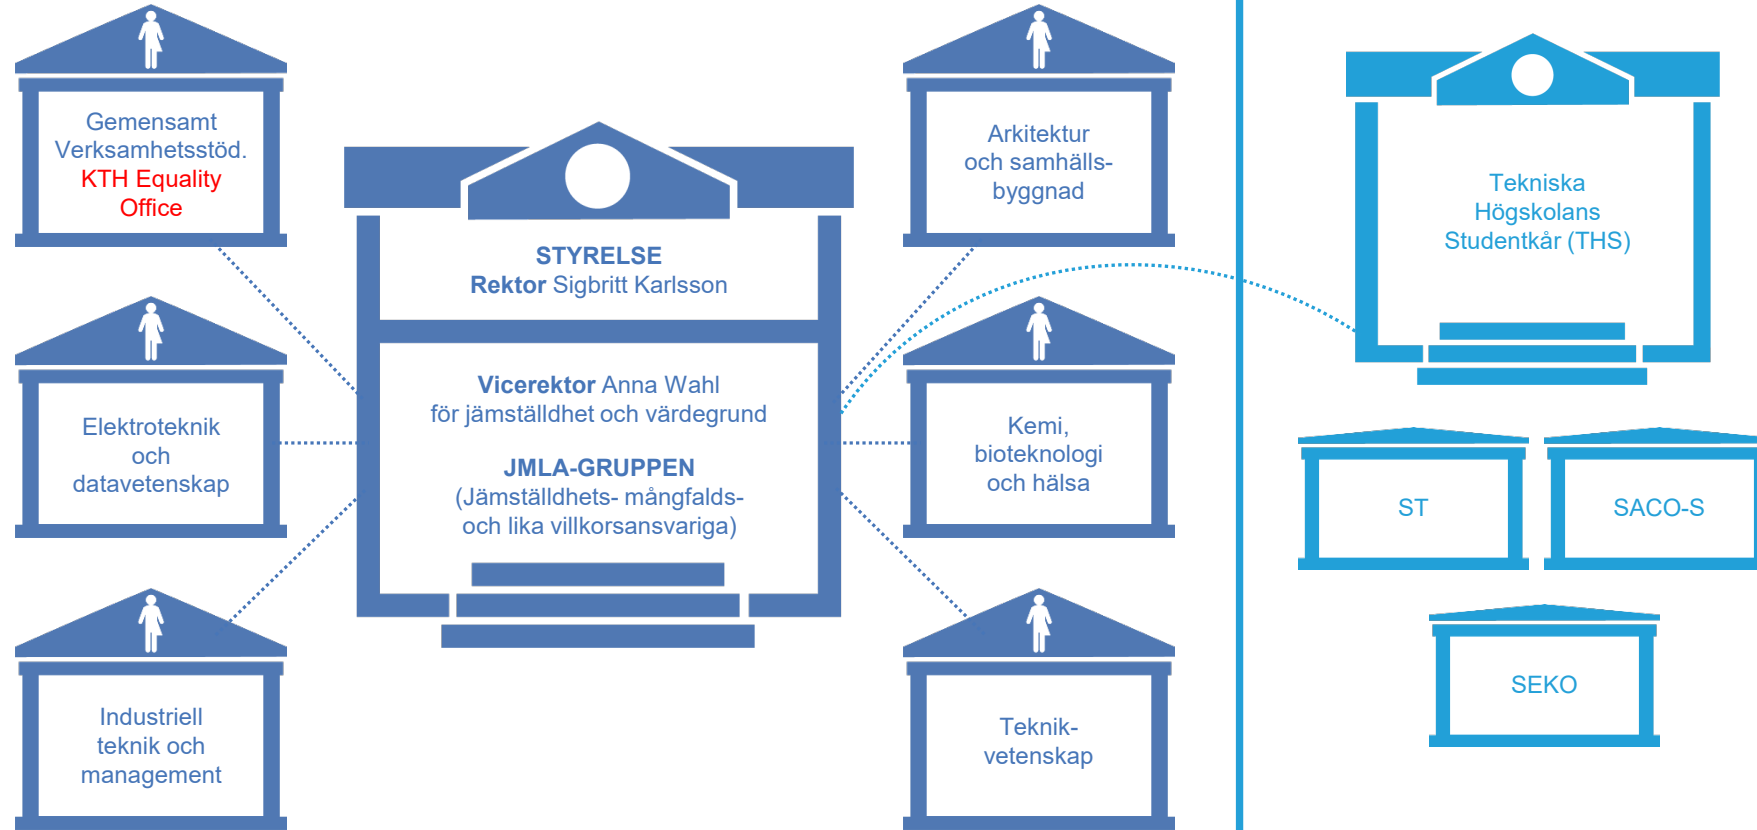 Gemensamt
Verksamhetsstöd.
KTH Equality
Office
Elektroteknik
och
datavetenskap
Industriell
teknik och
management
STYRELSE
Rektor Sigbritt Karlsson
Vicerektor Anna Wahl
för jämställdhet och värdegrund
JMLA-GRUPPEN
(Jämställdhets- mångfalds-
och lika villkorsansvariga)
Arkitektur
och samhälls-
byggnad
Kemi,
bioteknologi
och hälsa
Teknik-
vetenskap
Tekniska
Högskolans
Studentkår (THS)
ST
SACO-S
SEKO